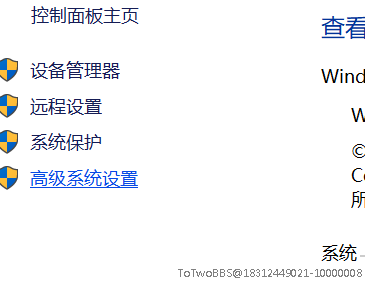 控制面板主页
设备管理器
远程设置
系统保护
高级系统设置
查看
Wind
W
©
Co
所
系统
ToTwoBBS@18312449021-10000008